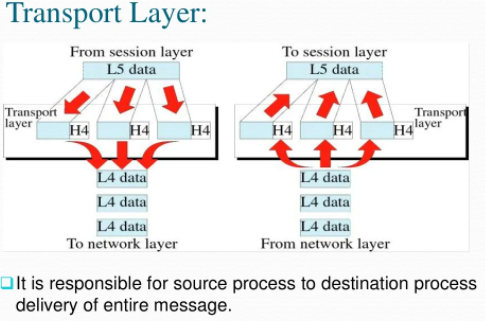 Transport Layer:
From session layer
To session layer
L5 data
L5 data
Transport
layer
Transport
layer
H4
H4
H4
H4
H4
H4
L4 data
L4 data
L4 data
L4 data
L4 data
L4 data
To network layer
From network layer
It is responsible for source process to destination process
delivery of entire message.